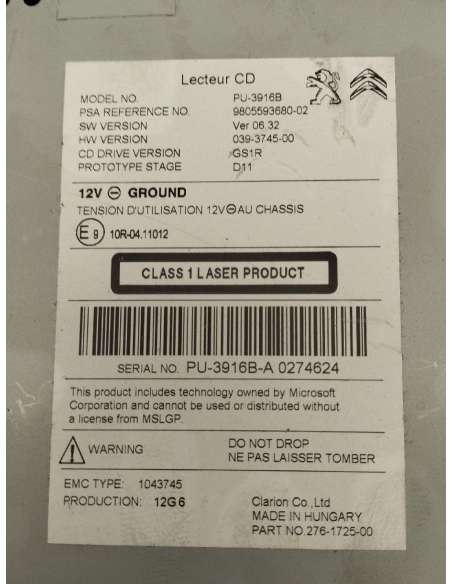 Lecteur CD
MODEL NO. PU-3916B
PSA REFERENCE NO. 9805593680-02
SW VERSION Ver 06.32
HW VERSION 039-3745-00
CD DRIVE VERSION GS1R
PROTOTYPE STAGE D11
12V ⊖ GROUND
TENSION D'UTILISATION 12V⊖AU CHASSIS
E9 10R-04.11012
CLASS 1 LASER PRODUCT
SERIAL NO. PU-3916B-A 0274624
This product includes technology owned by Microsoft
Corporation and cannot be used or distributed without
a license from MSLGP.
WARNING DO NOT DROP
NE PAS LAISSER TOMBER
EMC TYPE: 1043745
PRODUCTION: 12G6 Clarion Co.,Ltd
MADE IN HUNGARY
PART NO.276-1725-00